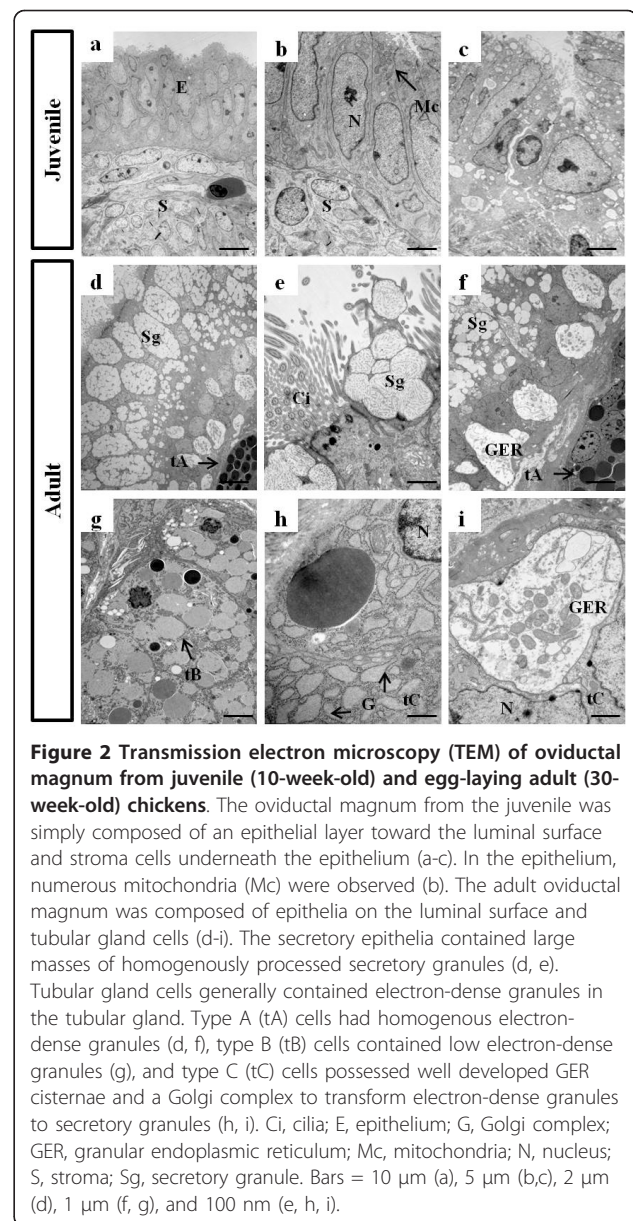 Juvenile
a
E
b
Mc
N
S
c
S
Adult
d
Sg
tA
e
Ci
Sg
f
Sg
GER
tA
g
tB
h
N
G
tC
i
GER
N
tC
Figure 2 Transmission electron microscopy (TEM) of oviductal
magnum from juvenile (10-week-old) and egg-laying adult (30-
week-old) chickens. The oviductal magnum from the juvenile was
simply composed of an epithelial layer toward the luminal surface
and stroma cells underneath the epithelium (a-c). In the epithelium,
numerous mitochondria (Mc) were observed (b). The adult oviductal
magnum was composed of epithelia on the luminal surface and
tubular gland cells (d-i). The secretory epithelia contained large
masses of homogenously processed secretory granules (d, e).
Tubular gland cells generally contained electron-dense granules in
the tubular gland. Type A (tA) cells had homogenous electron-
dense granules (d, f), type B (tB) cells contained low electron-dense
granules (g), and type C (tC) cells possessed well developed GER
cisternae and a Golgi complex to transform electron-dense granules
to secretory granules (h, i). Ci, cilia; E, epithelium; G, Golgi complex;
GER, granular endoplasmic reticulum; Mc, mitochondria; N, nucleus;
S, stroma; Sg, secretory granule. Bars = 10 μm (a), 5 μm (b,c), 2 μm
(d), 1 μm (f, g), and 100 nm (e, h, i).